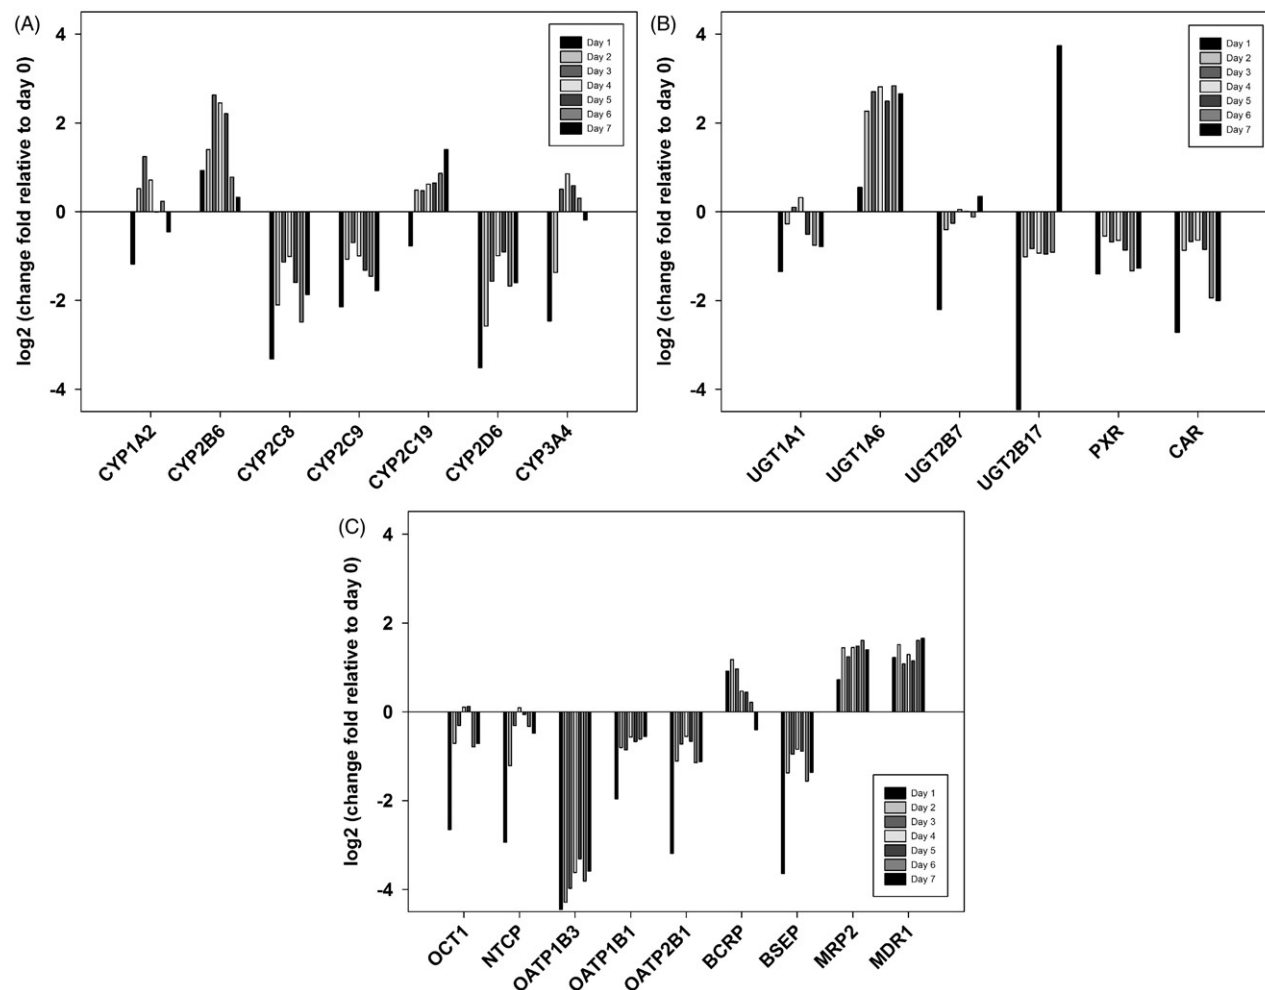 (A)
log2 (change fold relative to day 0)
4
2
0
-2
-4
Day 1
Day 2
Day 3
Day 4
Day 5
Day 6
Day 7
CYP1A2
CYP2B6
CYP2C8
CYP2C9
CYP2C19
CYP2D6
CYP3A4
(B)
log2 (change fold relative to day 0)
4
2
0
-2
-4
Day 1
Day 2
Day 3
Day 4
Day 5
Day 6
Day 7
UGT1A1
UGT1A6
UGT2B7
UGT2B17
PXR
CAR
(C)
log2 (change fold relative to day 0)
4
2
0
-2
-4
Day 1
Day 2
Day 3
Day 4
Day 5
Day 6
Day 7
OCT1
NTCP
OATP1B3
OATP1B1
OATP2B1
BCRP
BSEP
MRP2
MDR1